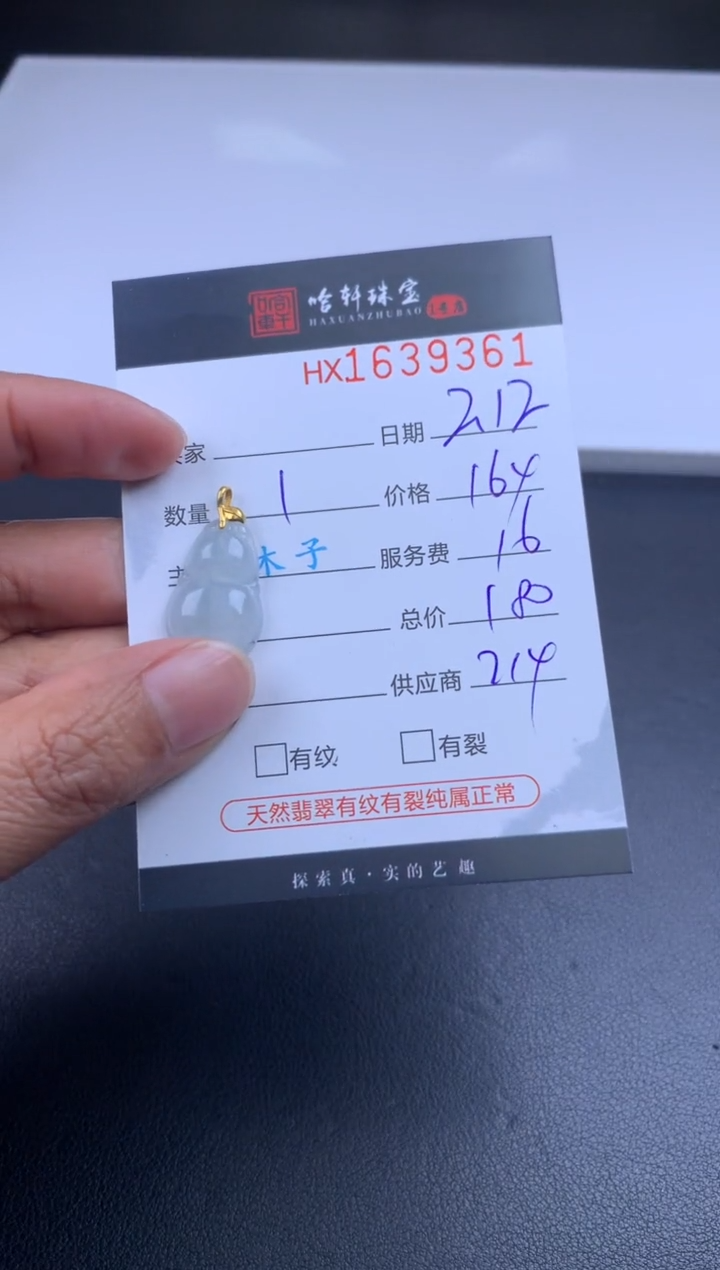 哈轩珠宝
HAXUANZHUBAO
HX1639361
家 日期 2.12
数量 1 价格 164
木子 服务费 16
总价 180
供应商 214
有纹 有裂
天然翡翠有纹有裂纯属正常
探索真·实的艺趣